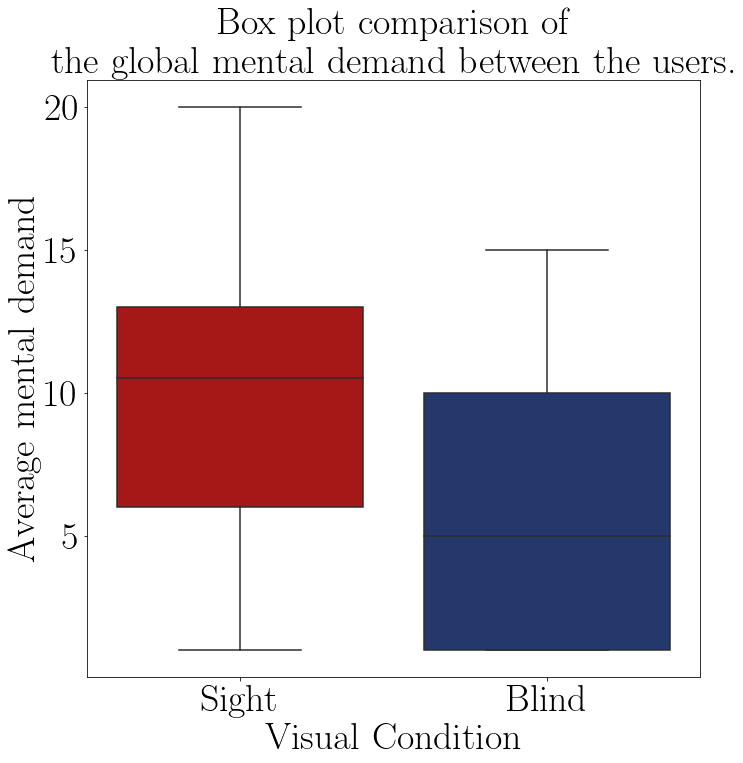 Box plot comparison of
the global mental demand between the users.
Average mental demand
20
15
10
5
Sight
Blind
Visual Condition